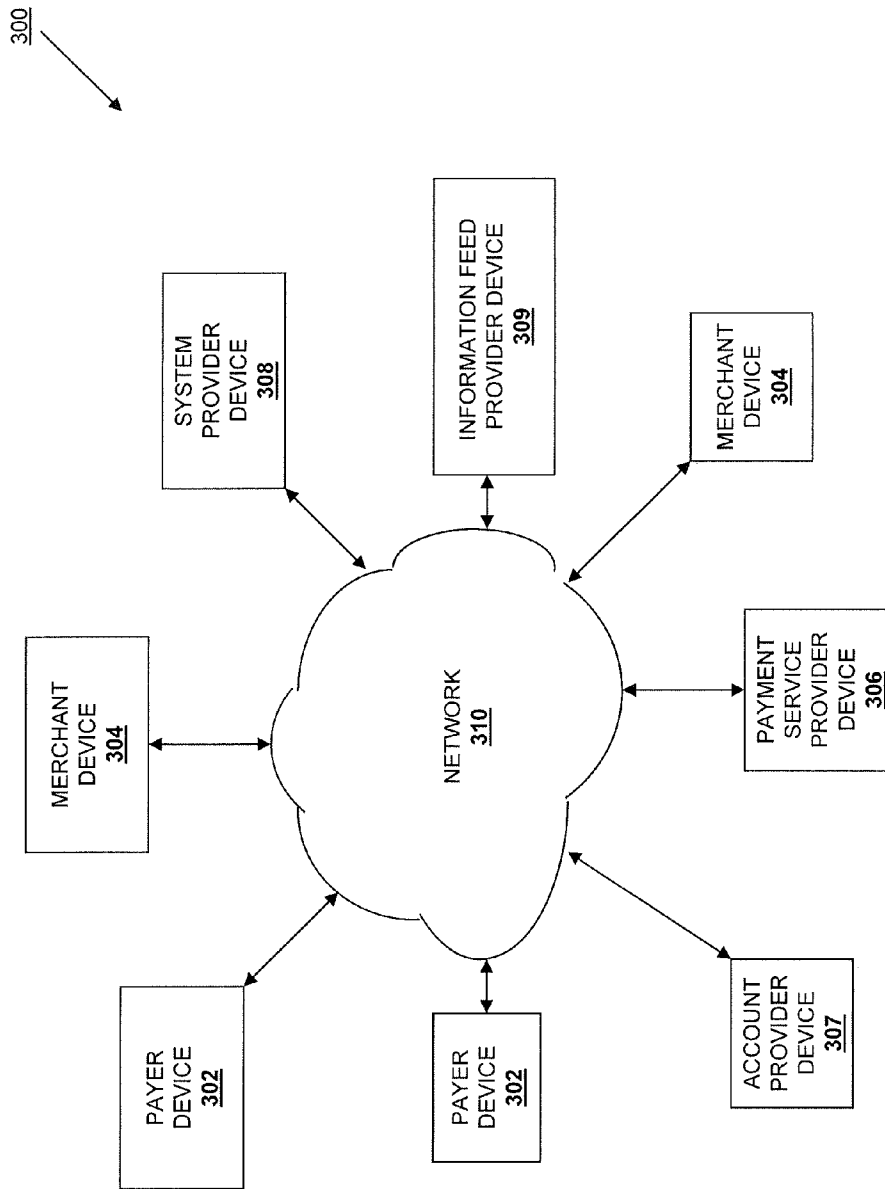 300
MERCHANT
DEVICE
304
SYSTEM
PROVIDER
DEVICE
308
PAYER
DEVICE
302
NETWORK
310
INFORMATION FEED
PROVIDER DEVICE
309
PAYER
DEVICE
302
ACCOUNT
PROVIDER
DEVICE
307
PAYMENT
SERVICE
PROVIDER
DEVICE
306
MERCHANT
DEVICE
304